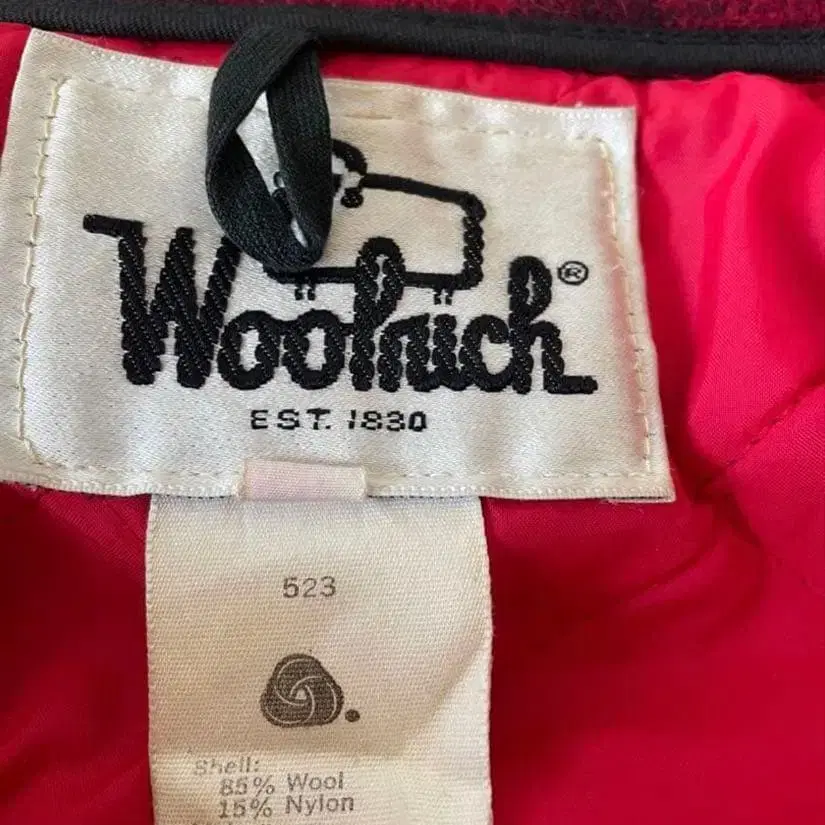 Woolrich®
EST. 1830
523
Shell:
85% Wool
15% Nylon